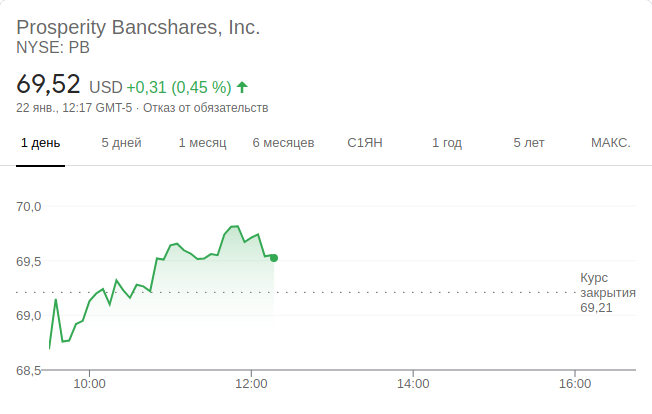 Prosperity Bancshares, Inc.
NYSE: PB
69,52 USD +0,31 (0,45 %)
22 янв., 12:17 GMT-5 · Отказ от обязательств
1 день 5 дней 1 месяц 6 месяцев С1ЯН 1 год 5 лет МАКС.
70,0
69,5
Курс
закрытия
69,21
69,0
68,5
10:00 12:00 14:00 16:00